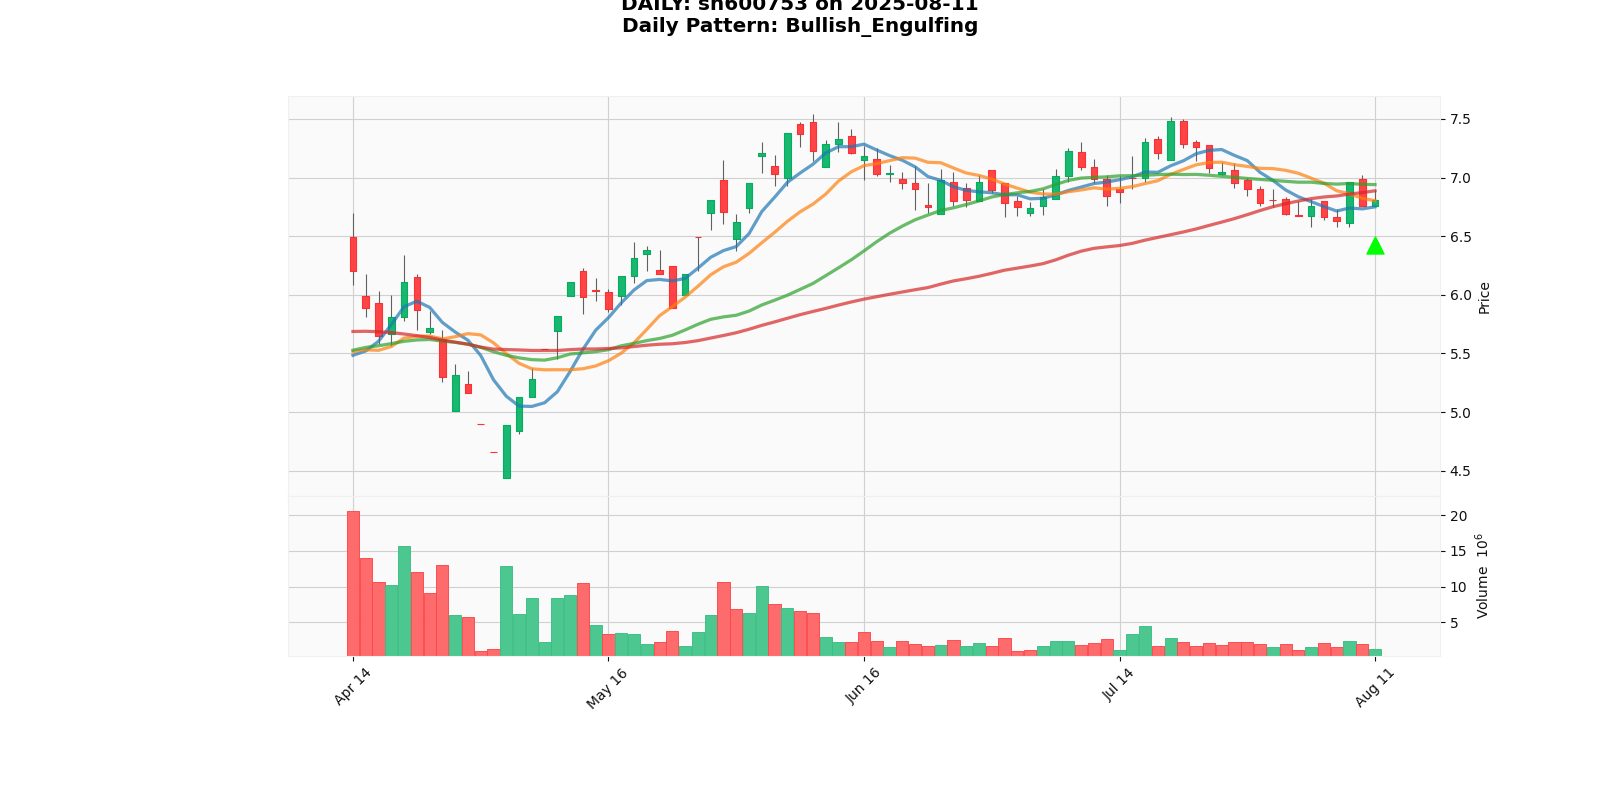 DAILY: sh600753 on 2025-08-11
Daily Pattern: Bullish_Engulfing
7.5
7.0
6.5
6.0
5.5
5.0
4.5
Price
20
15
10
5
Volume 10^6
Apr 14
May 16
Jun 16
Jul 14
Aug 11